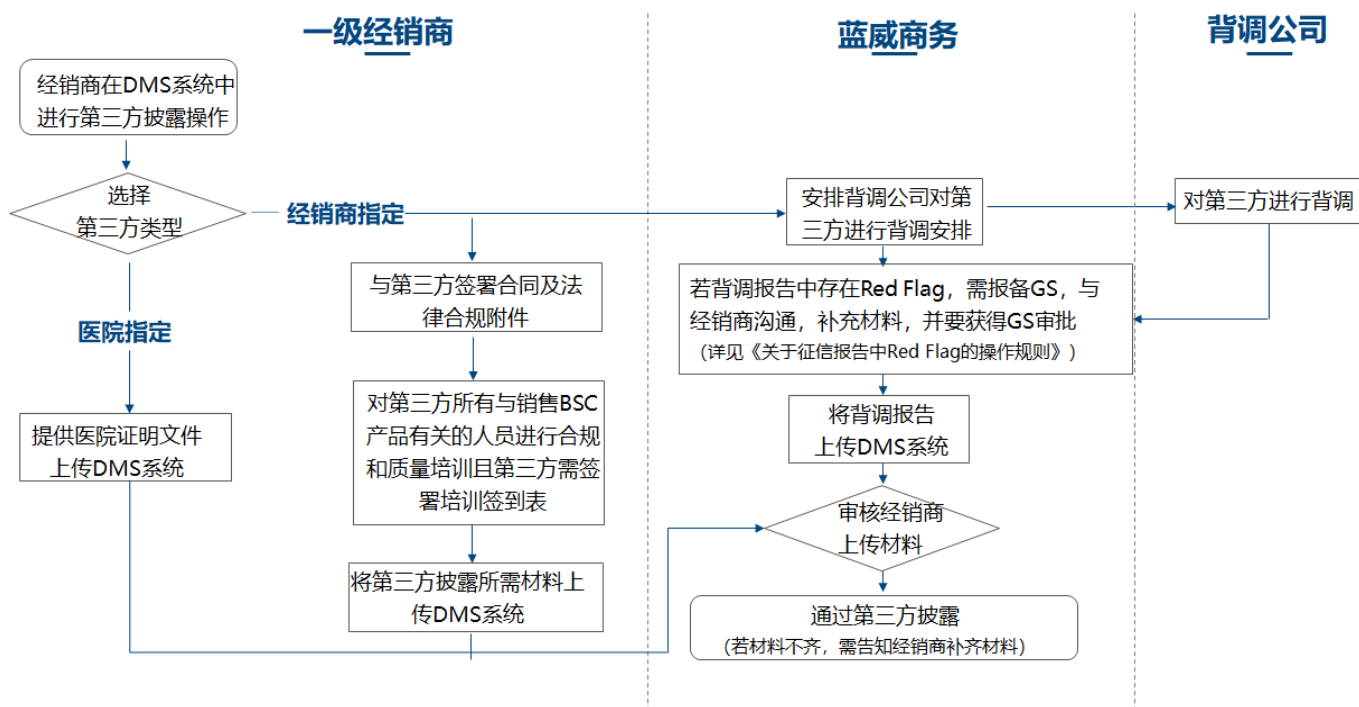 一级经销商
蓝威商务
背调公司
经销商在DMS系统中
进行第三方披露操作
选择
第三方类型
经销商指定
安排背调公司对第
三方进行背调安排
对第三方进行背调
与第三方签署合同及法
律合规附件
若背调报告中存在Red Flag，需报备GS，与
经销商沟通，补充材料，并要获得GS审批
（详见《关于征信报告中Red Flag的操作规则》）
医院指定
提供医院证明文件
上传DMS系统
对第三方所有与销售BSC
产品有关的人员进行合规
和质量培训且第三方需签
署培训签到表
将背调报告
上传DMS系统
审核经销商
上传材料
将第三方披露所需材料上
传DMS系统
通过第三方披露
（若材料不齐，需告知经销商补齐材料）